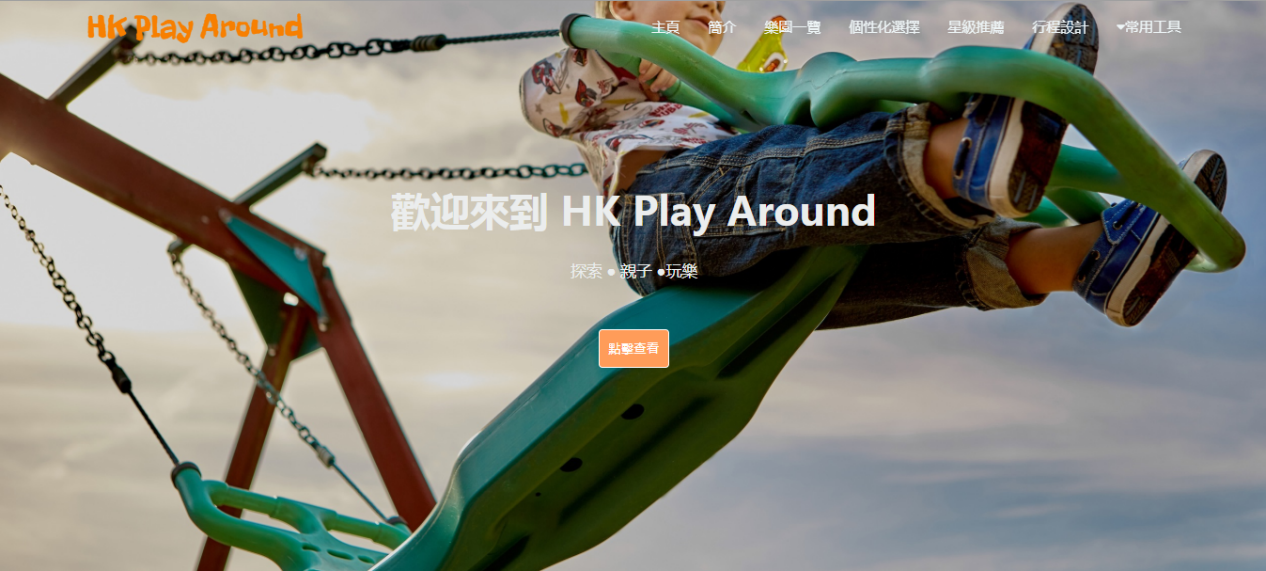 HK Play Around
主頁 簡介 樂園一覽 個性化選擇 星級推薦 行程設計 常用工具
歡迎來到 HK Play Around
探索 ● 親子 ●玩樂
點擊查看